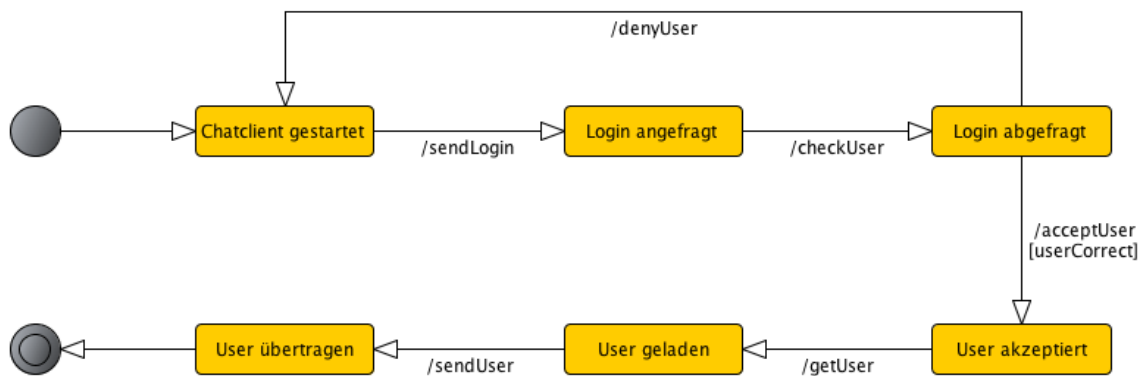 /denyUser
Chatclient gestartet
/sendLogin
Login angefragt
/checkUser
Login abgefragt
/acceptUser
[userCorrect]
User übertragen
/sendUser
User geladen
/getUser
User akzeptiert